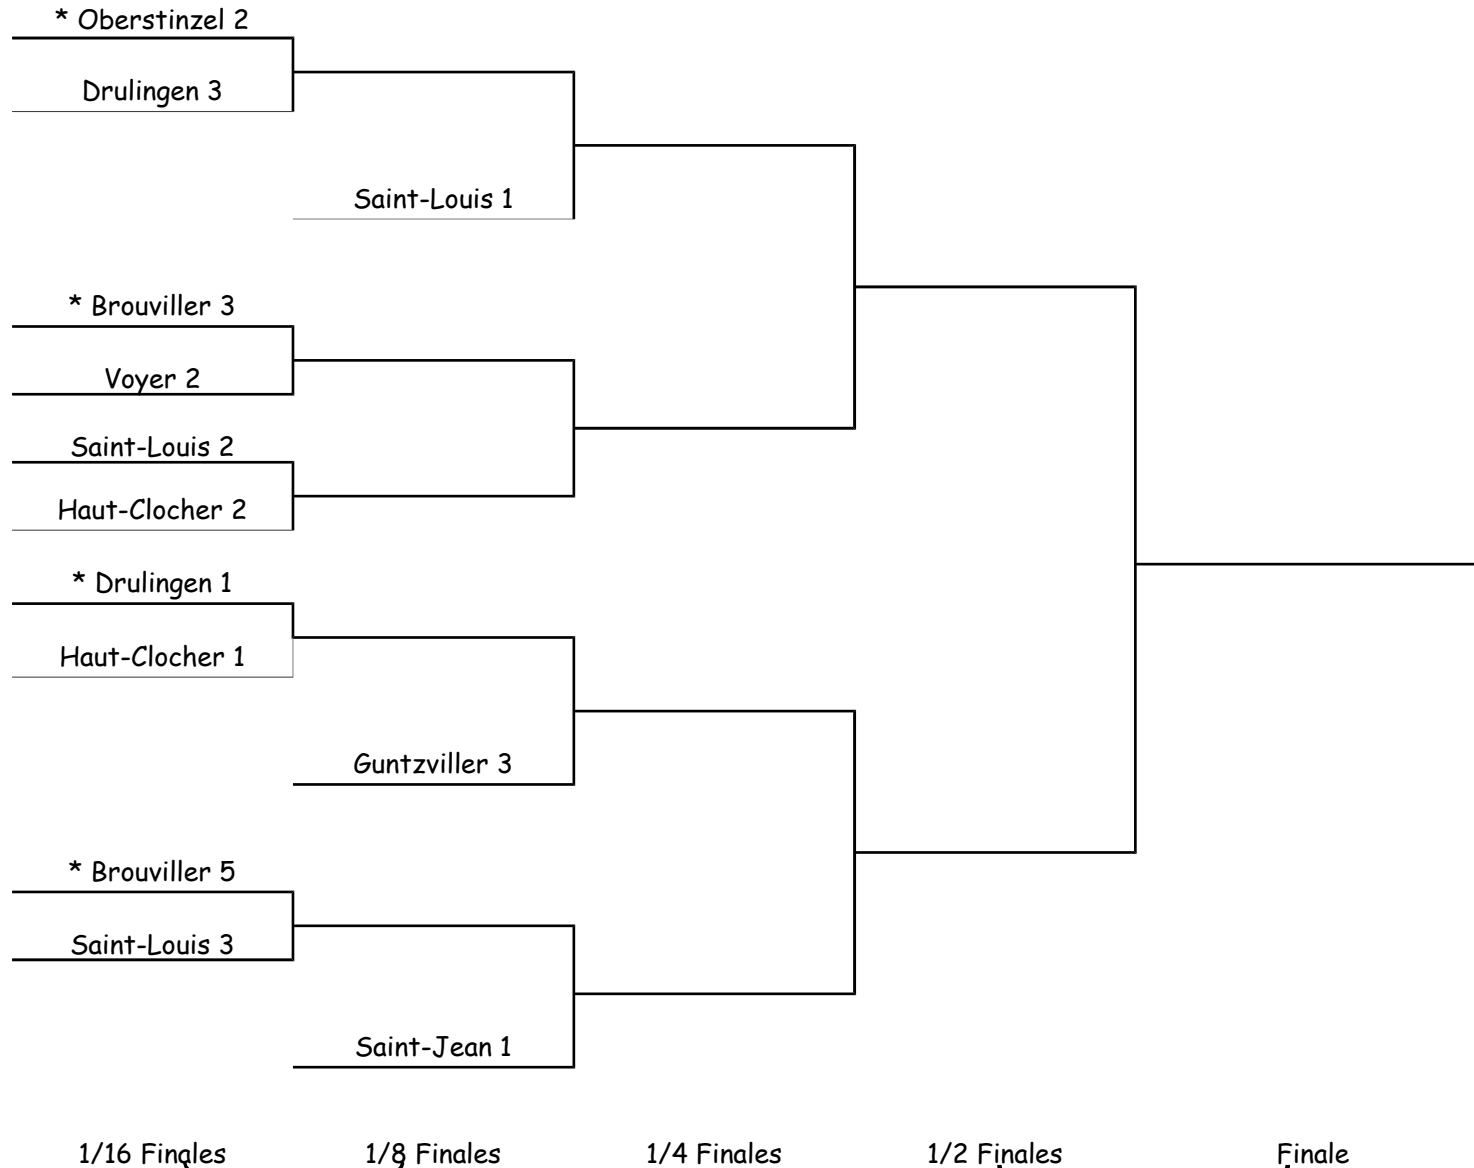 * Oberstinzel 2
Drulingen 3
Saint-Louis 1
* Brouviller 3
Voyer 2
Saint-Louis 2
Haut-Clocher 2
* Drulingen 1
Haut-Clocher 1
Guntzviller 3
* Brouviller 5
Saint-Louis 3
Saint-Jean 1
1/16 Finales 1/8 Finales 1/4 Finales 1/2 Finales Finale